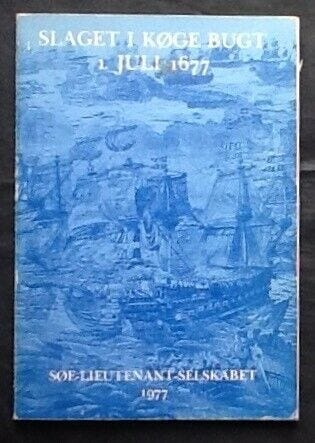 SLAGET I KØGE BUGT
1. JULI 1677
SØE-LIEUTENANT-SELSKABET
1977